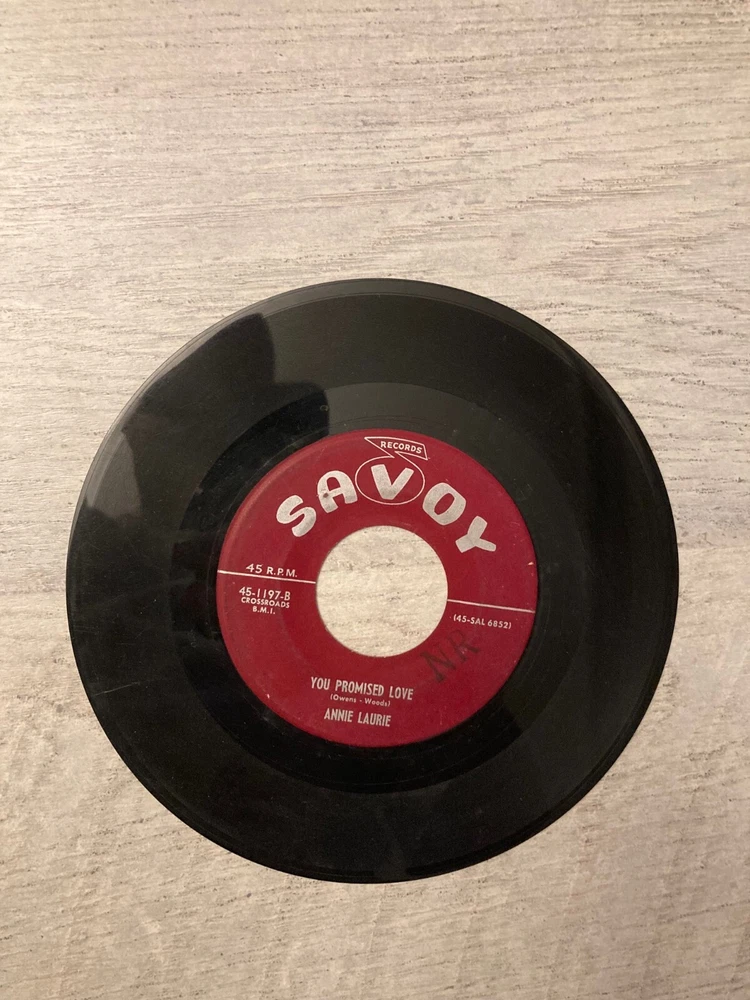 RECORDS
SAVOY
45 R.P.M.
45-1197-B
CROSSROADS
B.M.I.
(45-SAL 6852)
NR
YOU PROMISED LOVE
(Owens - Woods)
ANNIE LAURIE